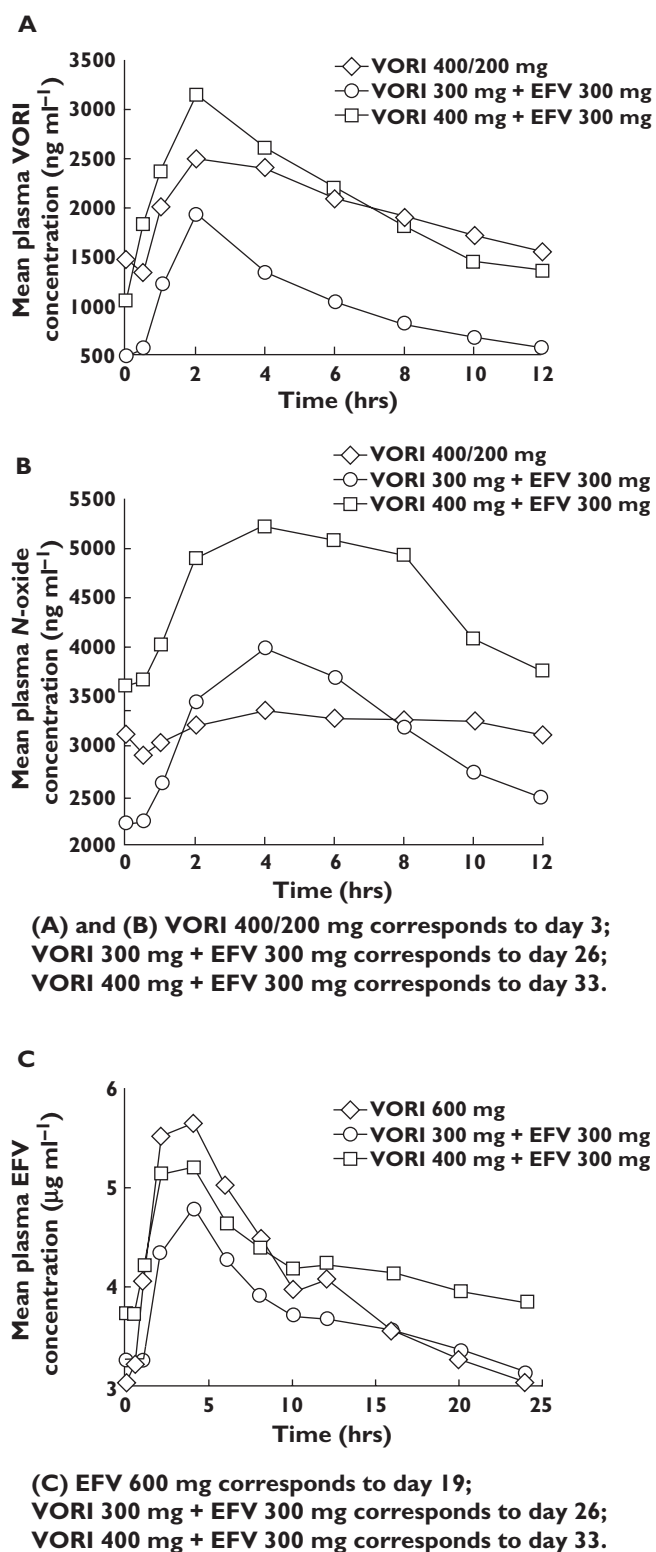 A
VORI 400/200 mg
VORI 300 mg + EFV 300 mg
VORI 400 mg + EFV 300 mg
Mean plasma VORI
concentration (ng ml⁻¹)
3500
3000
2500
2000
1500
1000
500
0 2 4 6 8 10 12
Time (hrs)
B
VORI 400/200 mg
VORI 300 mg + EFV 300 mg
VORI 400 mg + EFV 300 mg
Mean plasma N-oxide
concentration (ng ml⁻¹)
5500
5000
4500
4000
3500
3000
2500
2000
0 2 4 6 8 10 12
Time (hrs)
(A) and (B) VORI 400/200 mg corresponds to day 3;
VORI 300 mg + EFV 300 mg corresponds to day 26;
VORI 400 mg + EFV 300 mg corresponds to day 33.
C
VORI 600 mg
VORI 300 mg + EFV 300 mg
VORI 400 mg + EFV 300 mg
Mean plasma EFV
concentration (μg ml⁻¹)
6
5
4
3
0 5 10 15 20 25
Time (hrs)
(C) EFV 600 mg corresponds to day 19;
VORI 300 mg + EFV 300 mg corresponds to day 26;
VORI 400 mg + EFV 300 mg corresponds to day 33.